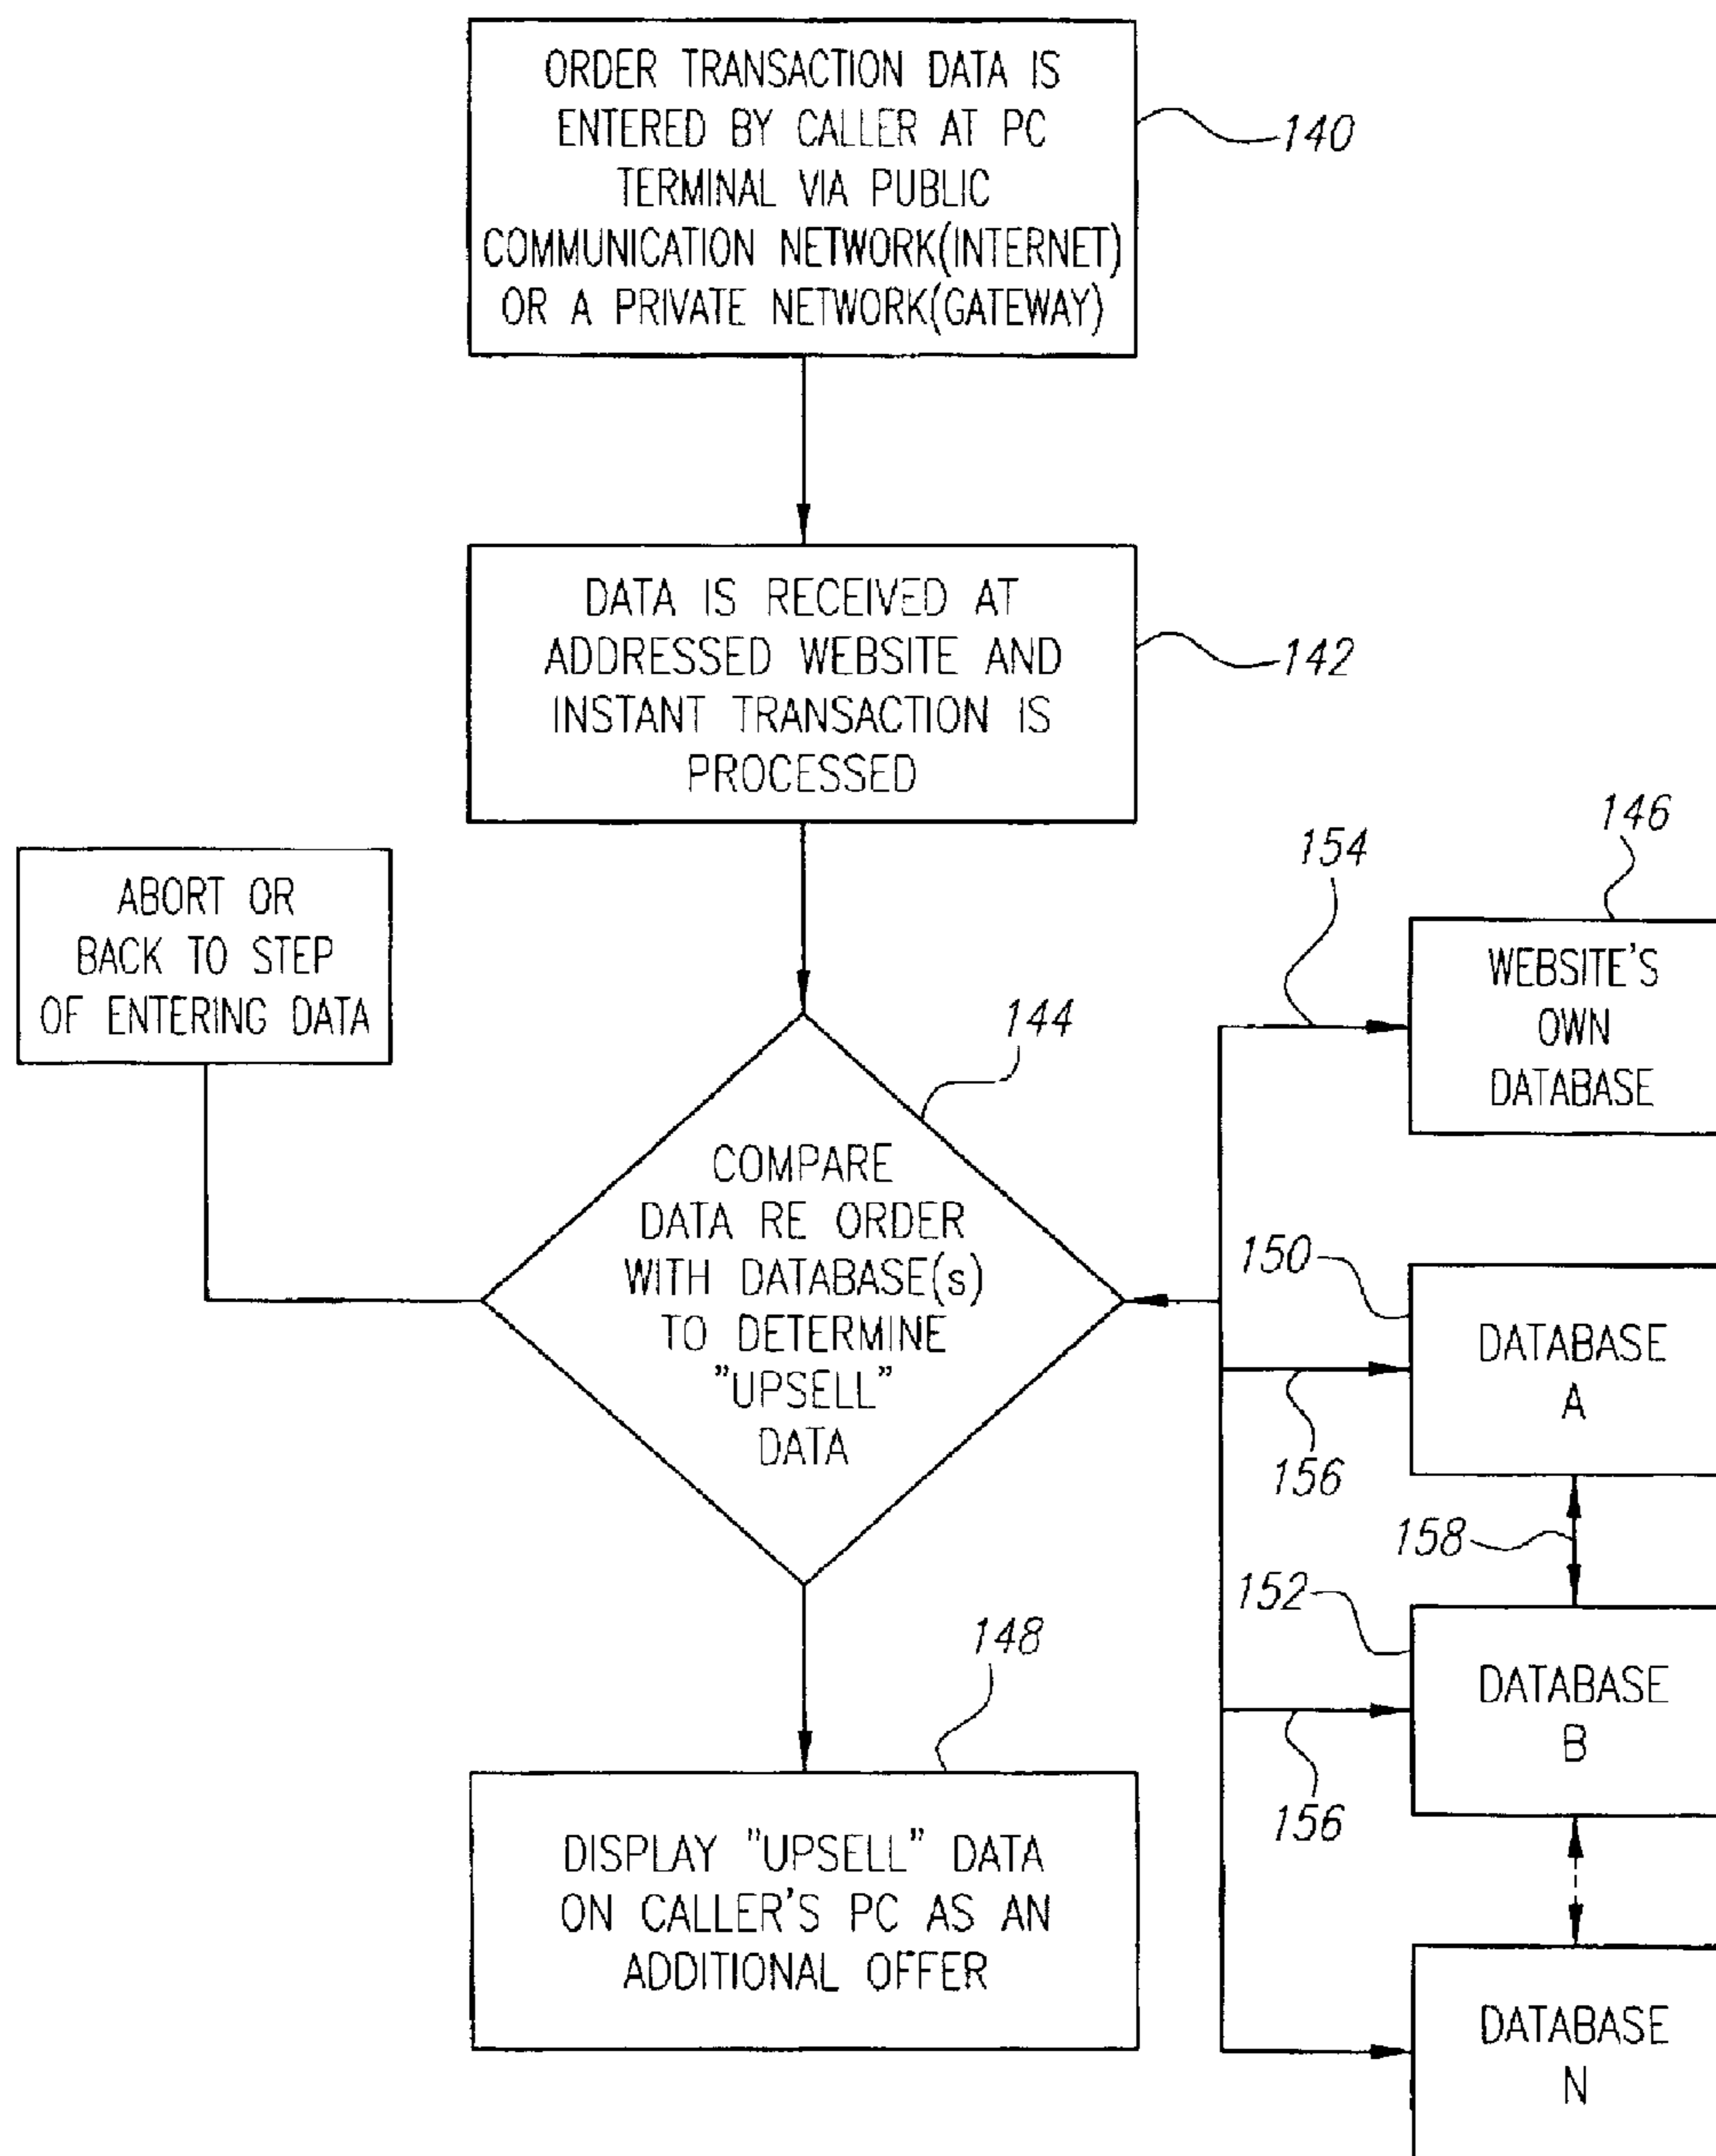 ORDER TRANSACTION DATA IS
ENTERED BY CALLER AT PC
TERMINAL VIA PUBLIC
COMMUNICATION NETWORK(INTERNET)
OR A PRIVATE NETWORK(GATEWAY)
140
DATA IS RECEIVED AT
ADDRESSED WEBSITE AND
INSTANT TRANSACTION IS
PROCESSED
142
ABORT OR
BACK TO STEP
OF ENTERING DATA
144
COMPARE
DATA RE ORDER
WITH DATABASE(s)
TO DETERMINE
"UPSELL"
DATA
154
146
WEBSITE'S
OWN
DATABASE
150
DATABASE
A
156
158
152
DATABASE
B
156
148
DISPLAY "UPSELL" DATA
ON CALLER'S PC AS AN
ADDITIONAL OFFER
DATABASE
N